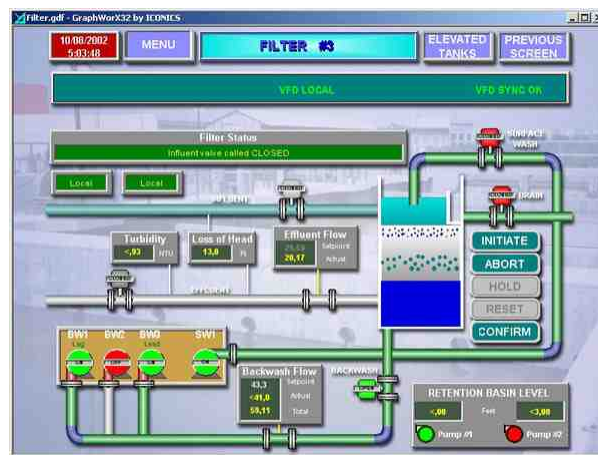 Filter.gdf - GraphWorX32 by ICONICS
10/08/2002
5:03:48
MENU
FILTER #3
ELEVATED
TANKS
PREVIOUS
SCREEN
VFD LOCAL
VFD SYNC OK
Filter Status
Influent valve called CLOSED
SURFACE
WASH
Local
Local
DRAIN
Turbidity
<,93 NTU
Loss of Head
13,0
Effluent Flow
Setpoint
20,17 Actual
EFFLUENT
INITIATE
ABORT
HOLD
RESET
CONFIRM
BW1
BW2
BW3
SW1
Lag
Lead
Backwash Flow
43,3 Setpoint
<41,0 Actual
59,11 Total
BACKWASH
RETENTION BASIN LEVEL
<,00 Feet <3,00
Pump #1
Pump #2